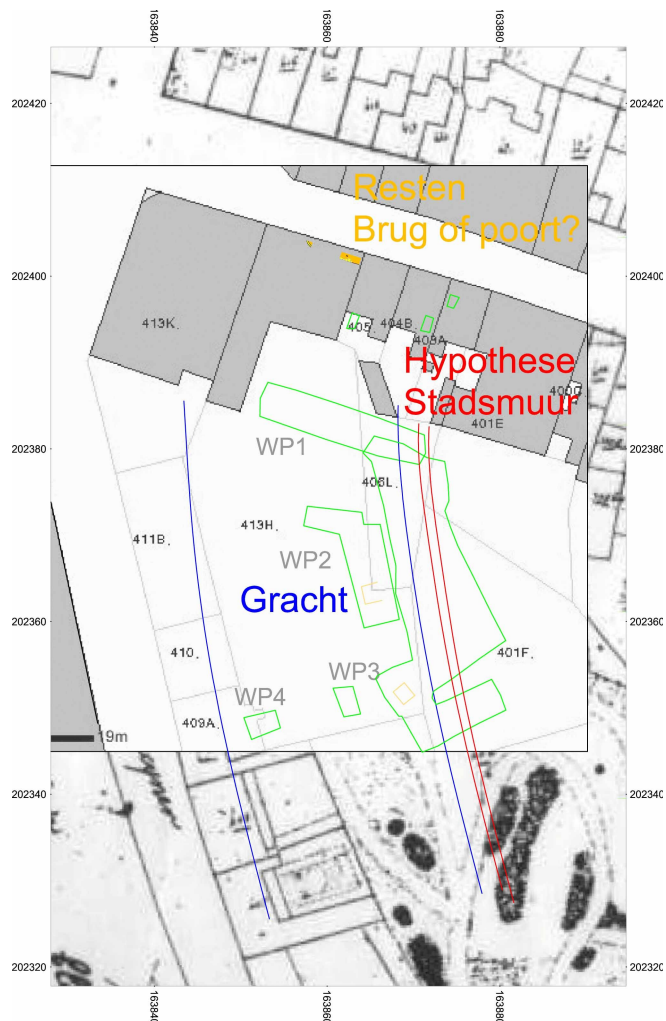 163840
163860
163880
202420
202420
Resten
Brug of poort?
202400
202400
413K.
405.
404B.
403A
Hypothese
Stadsmuur
400G
401E
202380
202380
WP1
406L.
413H.
411B.
WP2
Gracht
202360
202360
410.
401F.
WP3
WP4
409A.
19m
202340
202340
202320
202320
163840
163860
163880